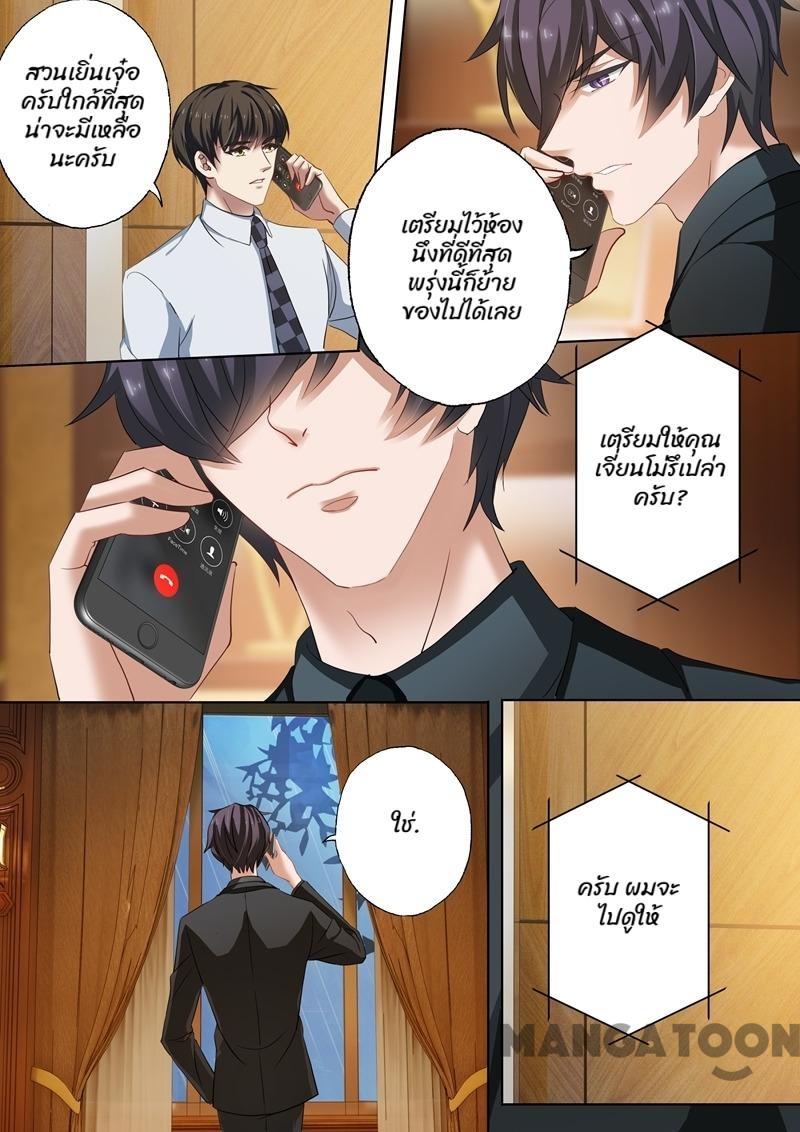 สวนเยิ่นเจ๋อ
ครับใกล้ที่สุด
น่าจะมีเหลือ
นะครับ
เตรียมไว้ห้อง
นึงที่ดีที่สุด
พรุ่งนี้ก็ย้าย
ของไปได้เลย
เตรียมให้คุณ
เจี่ยนโม่รึเปล่า
ครับ?
FaceTime
ใช่.
ครับ ผมจะ
ไปดูให้
MANGATOON